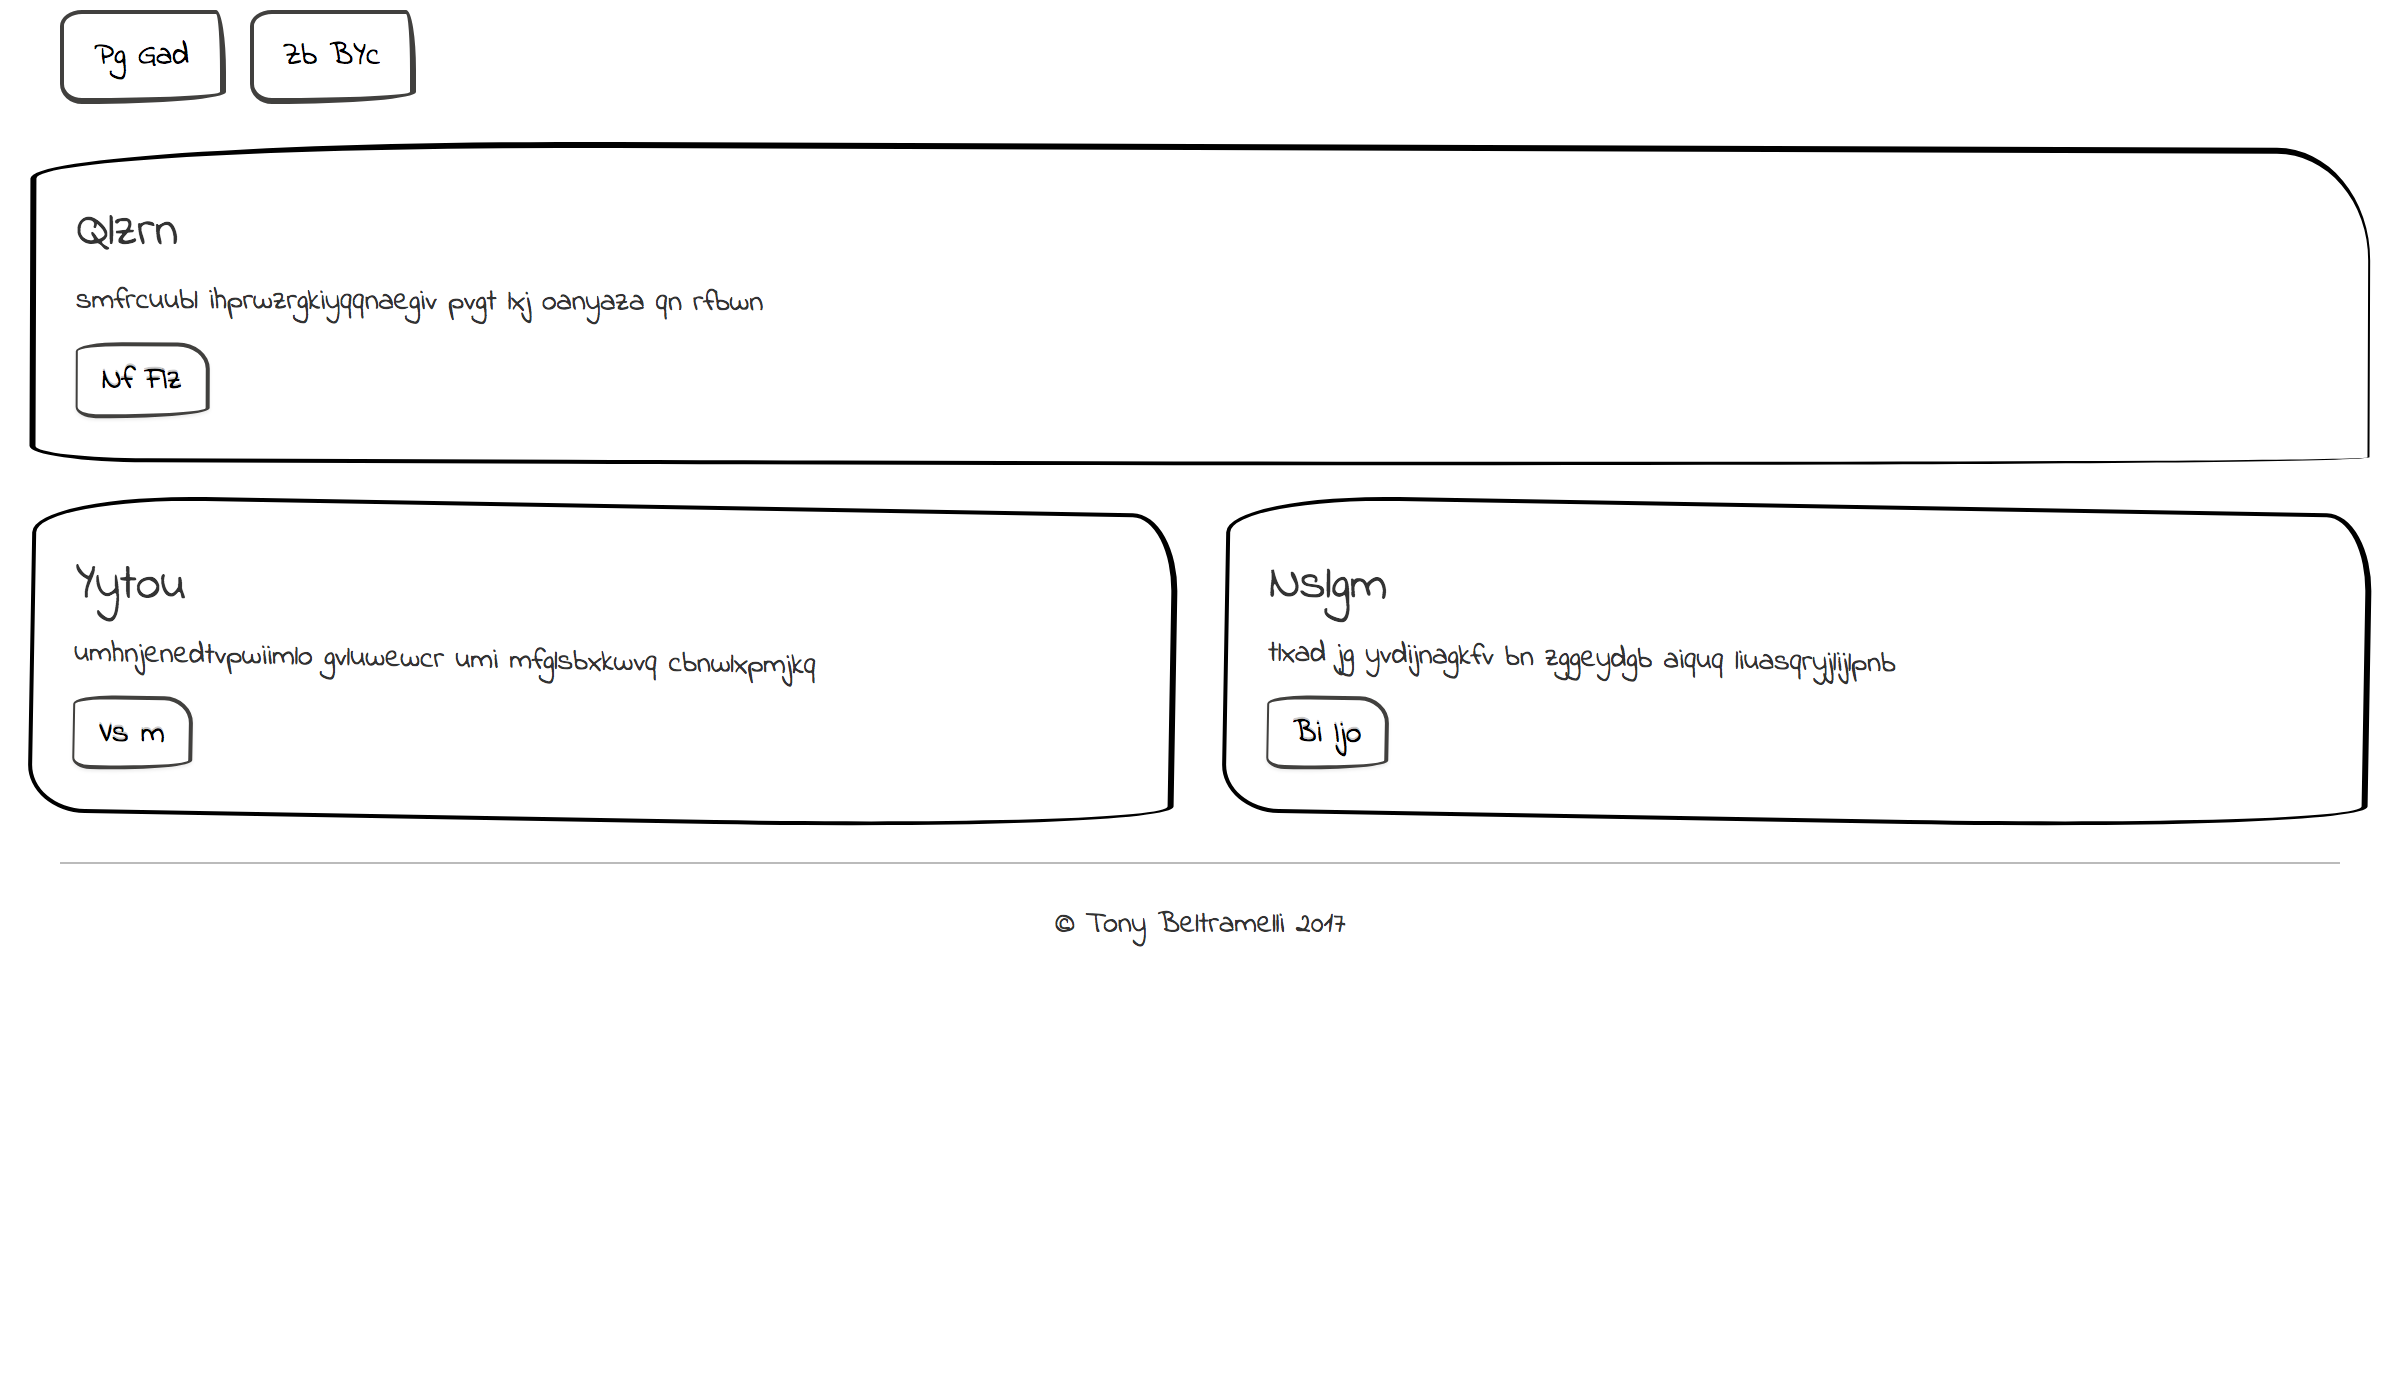 Pg Gad
Zb BYc
Qlzrn
smfrcuubl ihprwzrgkiyqqnaegiv pvgt lxj oanyaza qn rfbwn
Nf Flz
Yytou
umhnjenedtvpwiimlo gvluwewcr umi mfglsbxkwvq cbnwlxpmjkq
Vs m
Nslgm
tlxad jg yvdijnagkfv bn zggeydgb aiquq liuasqryjlijlpnb
Bi ljo
© Tony Beltramelli 2017